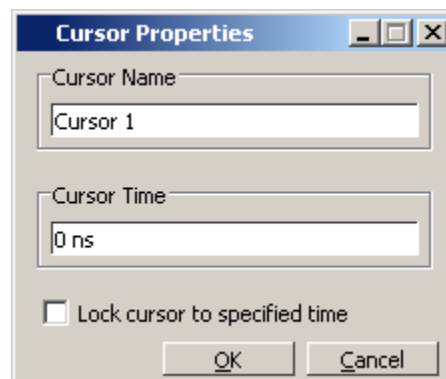 Cursor Properties
Cursor Name
Cursor 1
Cursor Time
0 ns
Lock cursor to specified time
OK Cancel